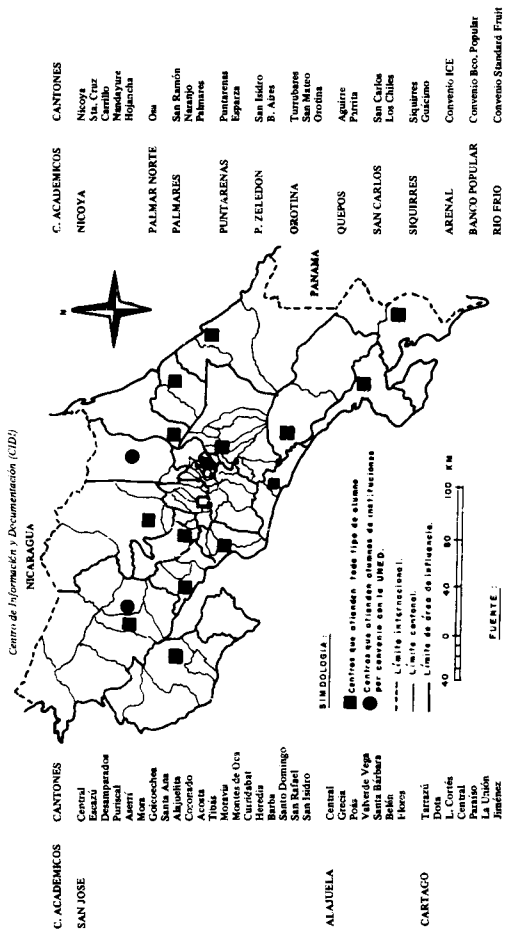 Centro de Información y Documentación (CIDI)
C. ACADEMICOS CANTONES
SAN JOSE Central
Escazú
Desamparados
Puriscal
Aserrí
Mora
Goicoechea
Santa Ana
Alajuelita
Coronado
Acosta
Tibás
Moravia
Montes de Oca
Curridabat
Heredia
Barba
Santo Domingo
San Rafael
San Isidro
ALAJUELA Central
Grecia
Poás
Valverde Vega
Santa Bárbara
Belén
Flores
CARTAGO Tarrazú
Dota
L. Cortés
Central
Paraíso
La Unión
Jiménez
NICARAGUA
N
PANAMA
SIMBOLOGIA:
Centros que atienden todo tipo de alumno
Centros que atienden alumnos de instituciones
por convenio con la UNED.
Límite internacional.
Límite cantonal.
Límite de área de influencia.
40 0 40 80 100 KM
FUENTE:
C. ACADEMICOS CANTONES
NICOYA Nicoya
Sta. Cruz
Carrillo
Nandayure
Hojancha
PALMAR NORTE Osa
PALMARES San Ramón
Naranjo
Palmares
PUNTARENAS Puntarenas
Esparza
P. ZELEDON San Isidro
B. Aires
OROTINA Turrubares
San Mateo
Orotina
QUEPOS Aguirre
Parrita
SAN CARLOS San Carlos
Los Chiles
SIQUIRRES Siquirres
Guácimo
ARENAL Convenio ICE
BANCO POPULAR Convenio Bco. Popular
RIO FRIO Convenio Standard Fruit